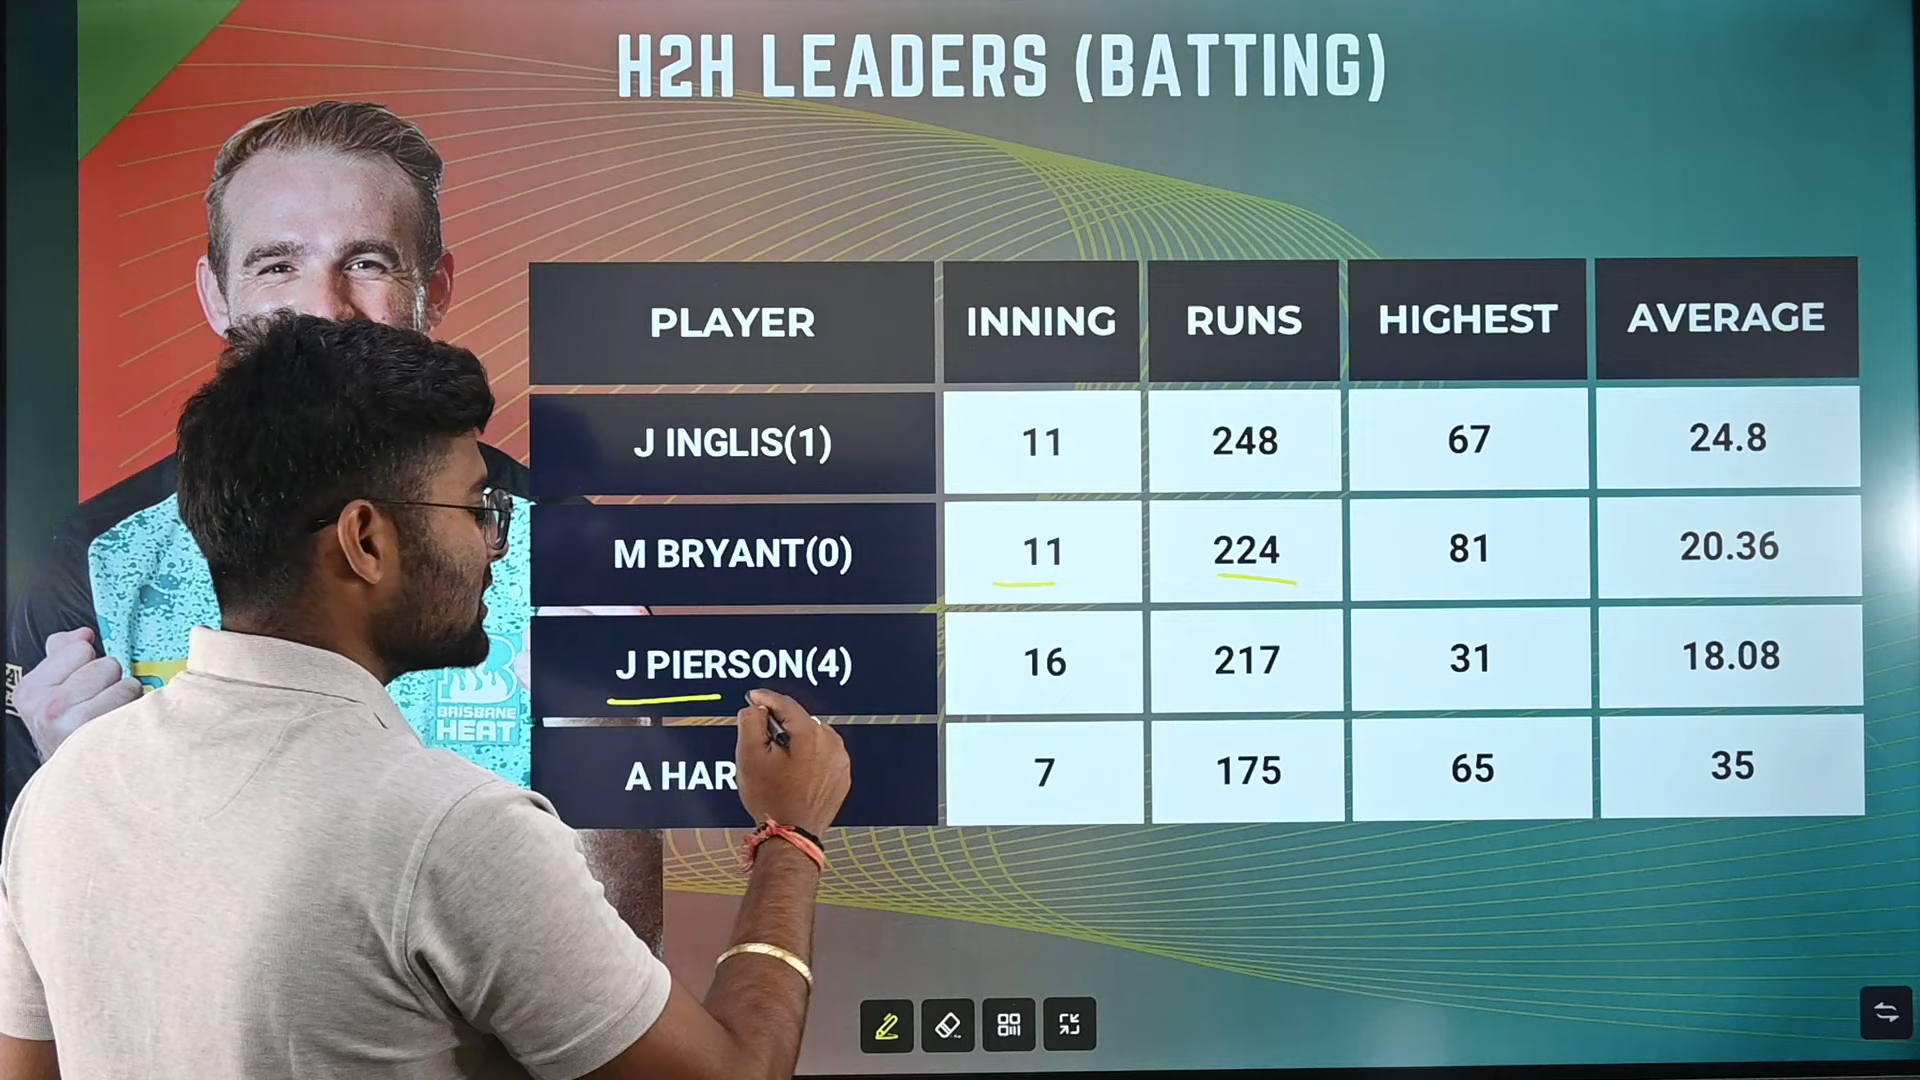 H2H LEADERS (BATTING)
PLAYER INNING RUNS HIGHEST AVERAGE
J INGLIS(1) 11 248 67 24.8
M BRYANT(0) 11 224 81 20.36
J PIERSON(4) 16 217 31 18.08
A HAR 7 175 65 35
BRISBANE
HEAT